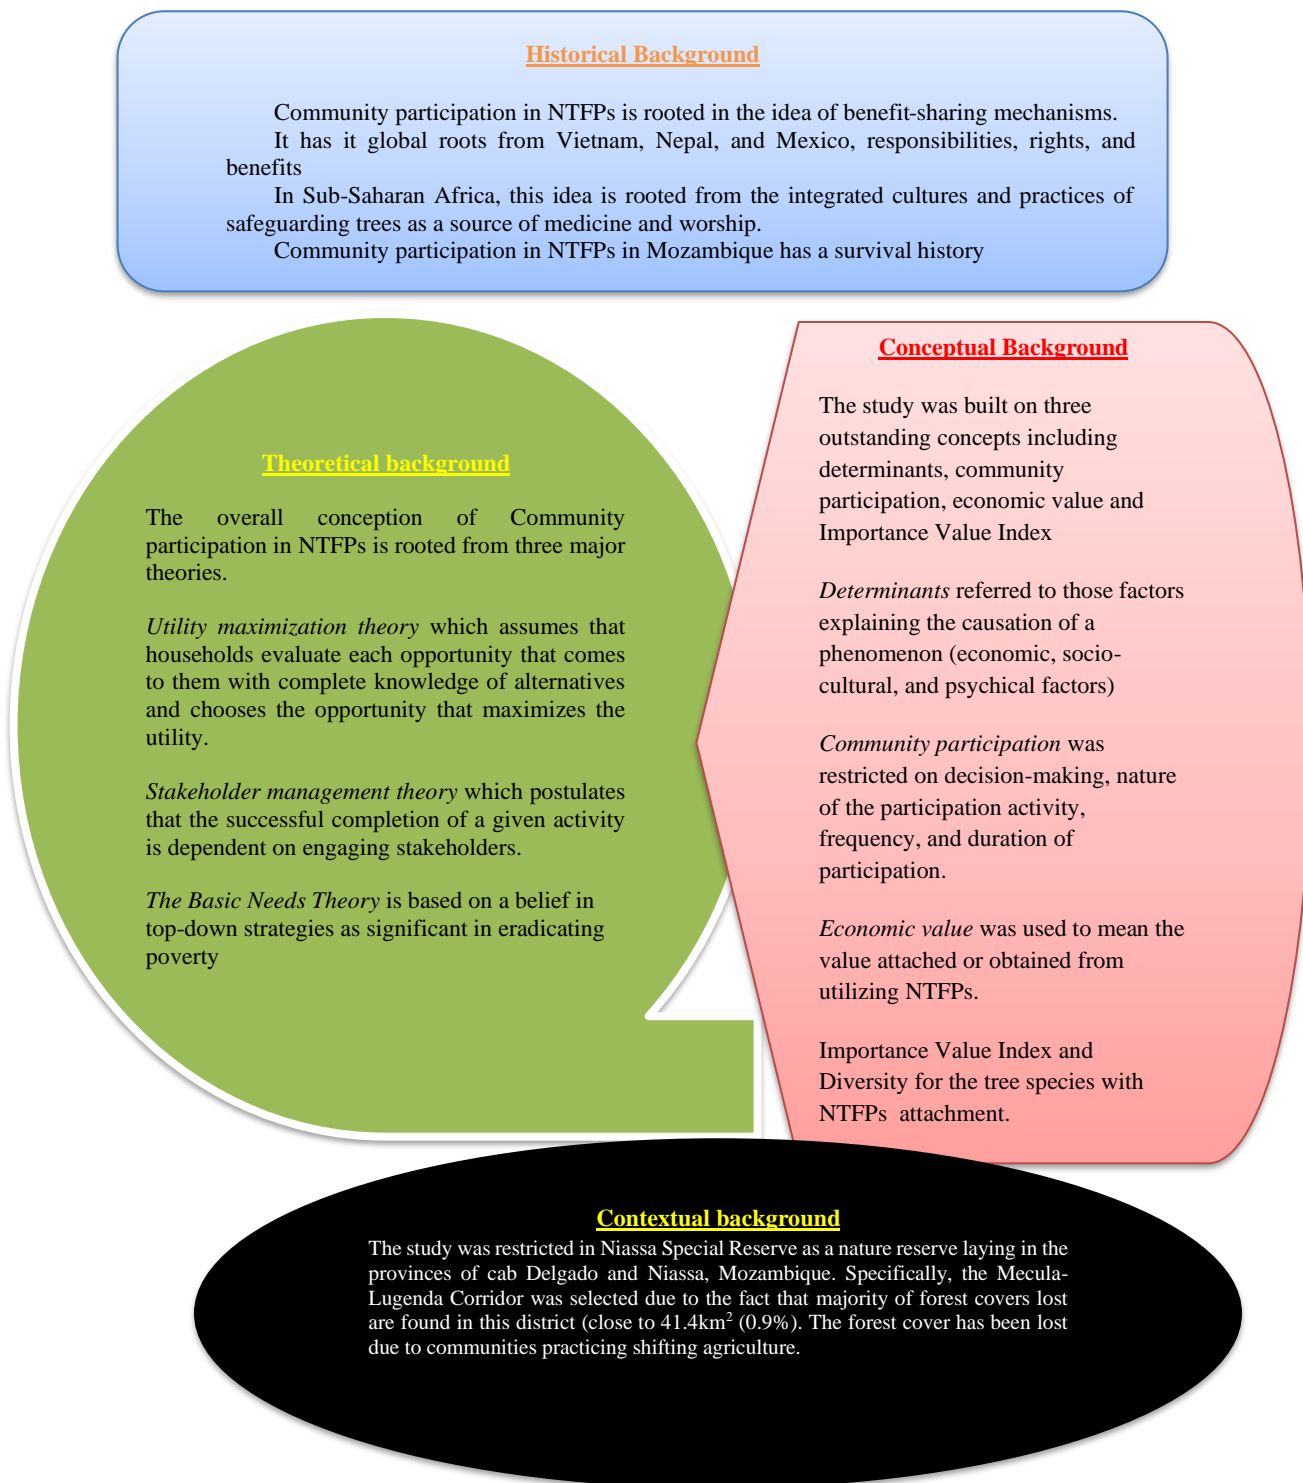 Historical Background
Community participation in NTFPs is rooted in the idea of benefit-sharing mechanisms.
It has it global roots from Vietnam, Nepal, and Mexico, responsibilities, rights, and
benefits
In Sub-Saharan Africa, this idea is rooted from the integrated cultures and practices of
safeguarding trees as a source of medicine and worship.
Community participation in NTFPs in Mozambique has a survival history
Theoretical background
The overall conception of Community
participation in NTFPs is rooted from three major
theories.
Utility maximization theory which assumes that
households evaluate each opportunity that comes
to them with complete knowledge of alternatives
and chooses the opportunity that maximizes the
utility.
Stakeholder management theory which postulates
that the successful completion of a given activity
is dependent on engaging stakeholders.
The Basic Needs Theory is based on a belief in
top-down strategies as significant in eradicating
poverty
Conceptual Background
The study was built on three
outstanding concepts including
determinants, community
participation, economic value and
Importance Value Index
Determinants referred to those factors
explaining the causation of a
phenomenon (economic, socio-
cultural, and psychical factors)
Community participation was
restricted on decision-making, nature
of the participation activity,
frequency, and duration of
participation.
Economic value was used to mean the
value attached or obtained from
utilizing NTFPs.
Importance Value Index and
Diversity for the tree species with
NTFPs attachment.
Contextual background
The study was restricted in Niassa Special Reserve as a nature reserve laying in the
provinces of cab Delgado and Niassa, Mozambique. Specifically, the Mecula-
Lugenda Corridor was selected due to the fact that majority of forest covers lost
are found in this district (close to 41.4km² (0.9%). The forest cover has been lost
due to communities practicing shifting agriculture.